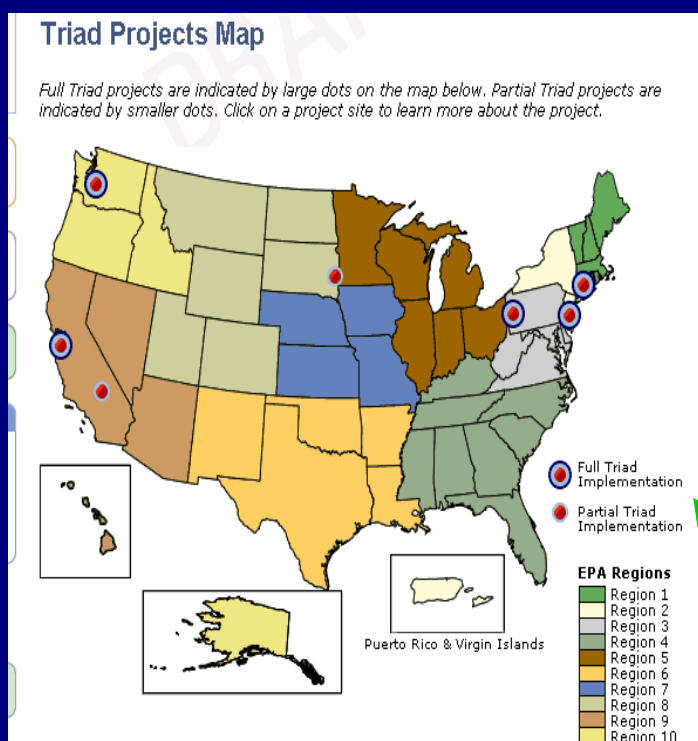 Triad Projects Map
Full Triad projects are indicated by large dots on the map below. Partial Triad projects are
indicated by smaller dots. Click on a project site to learn more about the project.
Full Triad
Implementation
Partial Triad
Implementation
Puerto Rico & Virgin Islands
EPA Regions
Region 1
Region 2
Region 3
Region 4
Region 5
Region 6
Region 7
Region 8
Region 9
Region 10